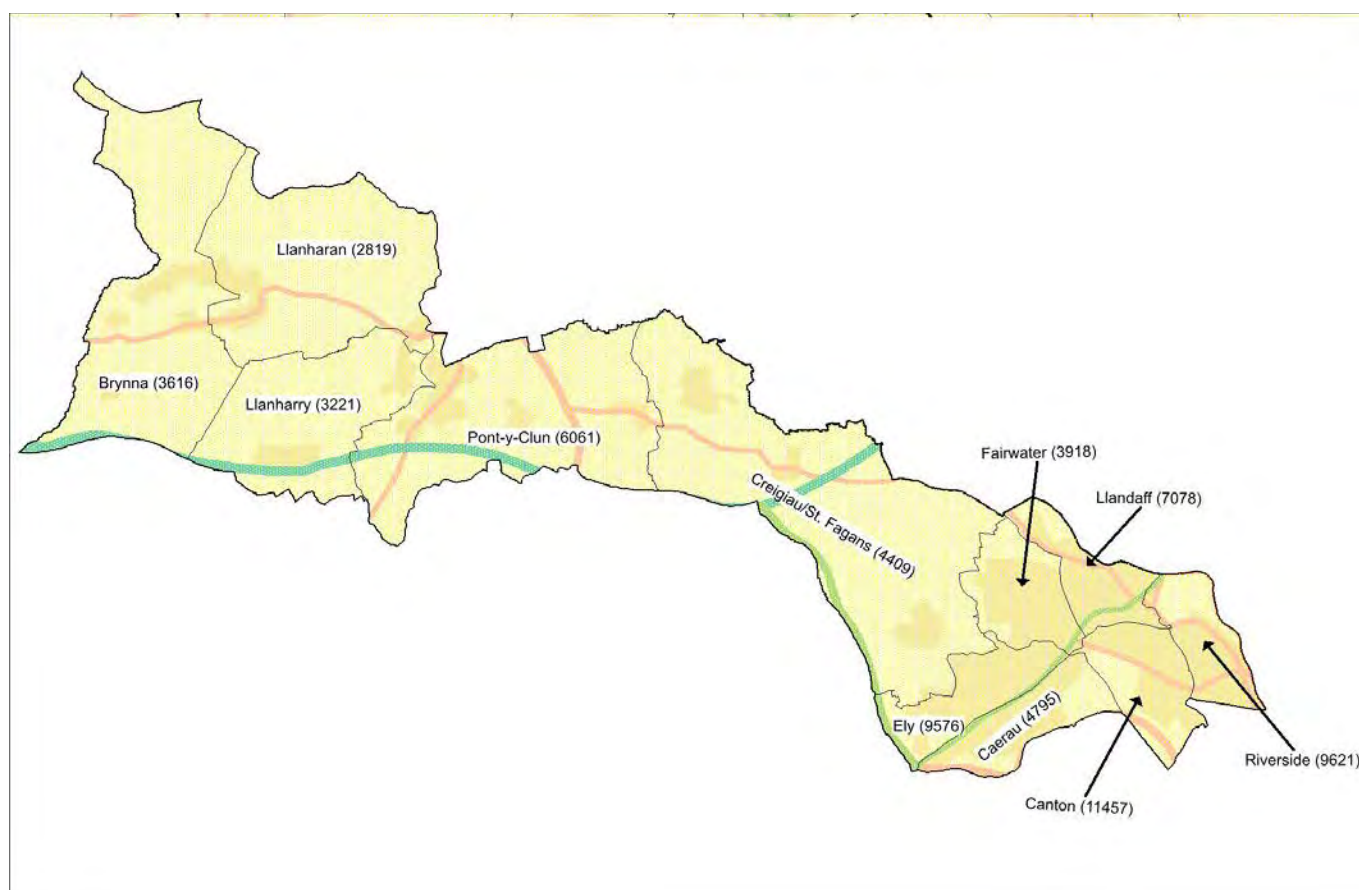 Llanharan (2819)
Brynna (3616)
Llanharry (3221)
Pont-y-Clun (6061)
Creigiau/St. Fagans (4409)
Fairwater (3918)
Llandaff (7078)
Ely (9576)
Caerau (4795)
Riverside (9621)
Canton (11457)